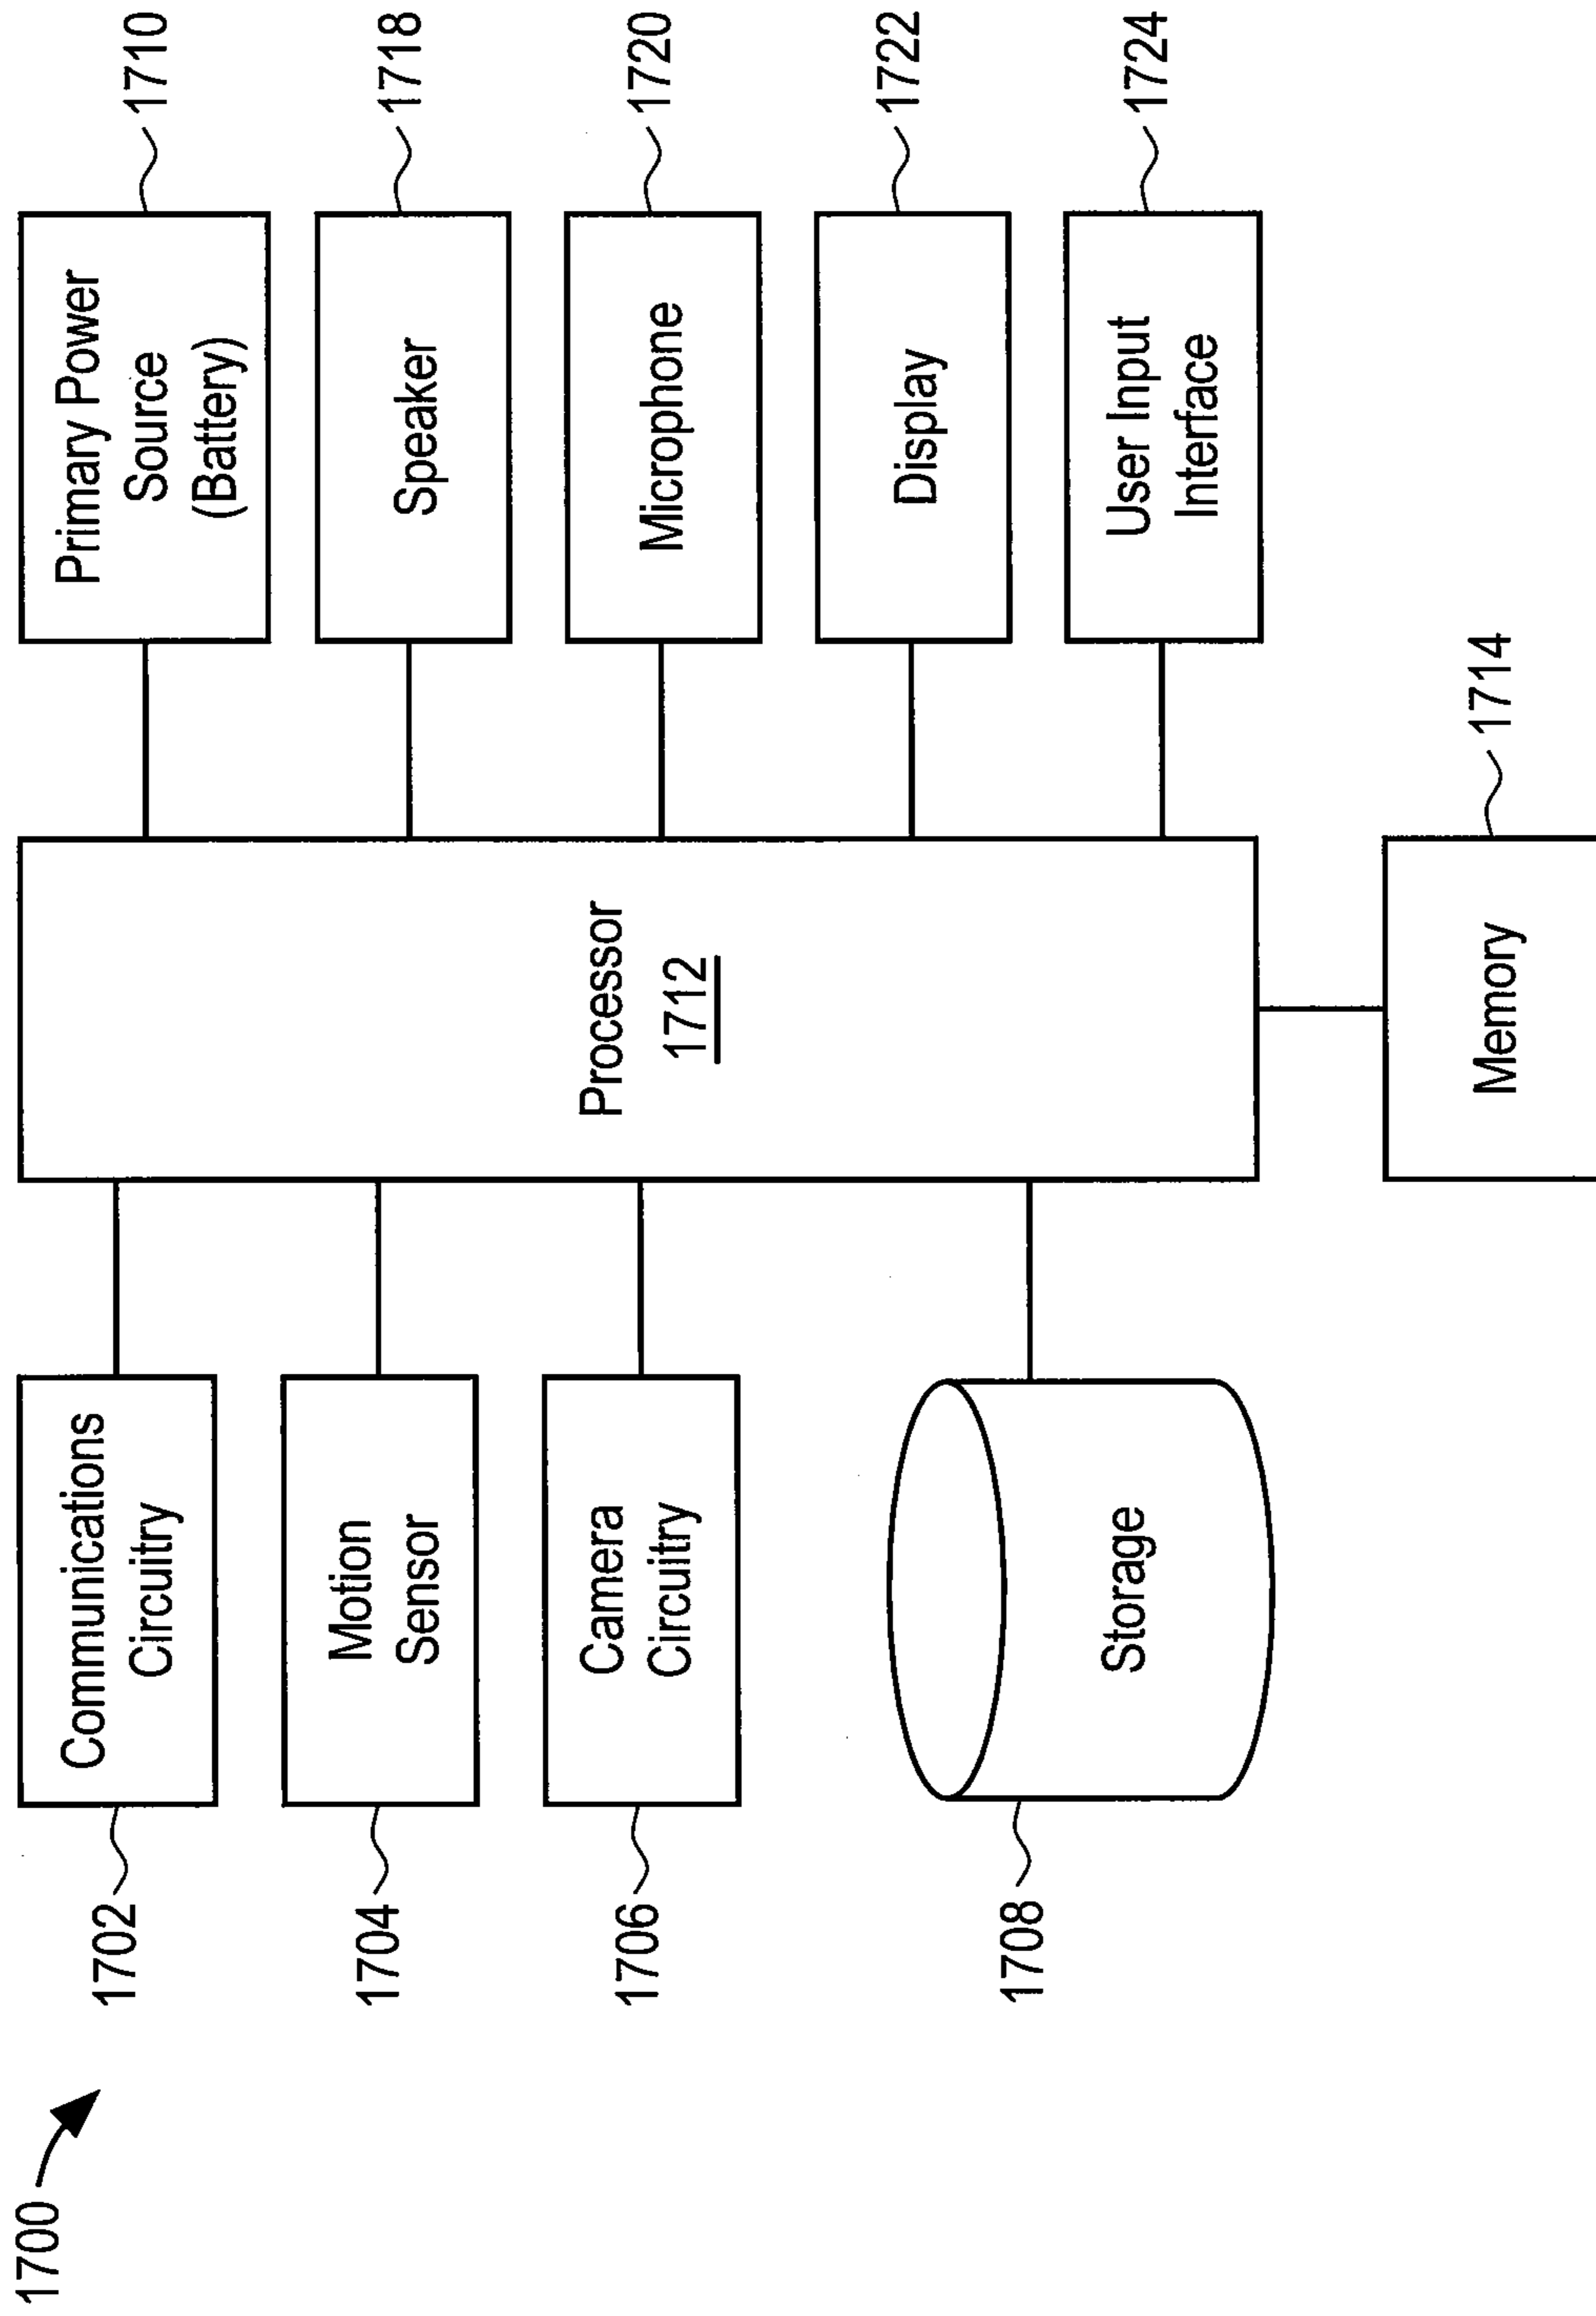 1700
1702
Communications
Circuitry
1704
Motion
Sensor
1706
Camera
Circuitry
1708
Storage
Processor
1712
Primary Power
Source
(Battery)
1710
Speaker
1718
Microphone
1720
Display
1722
User Input
Interface
1724
Memory
1714